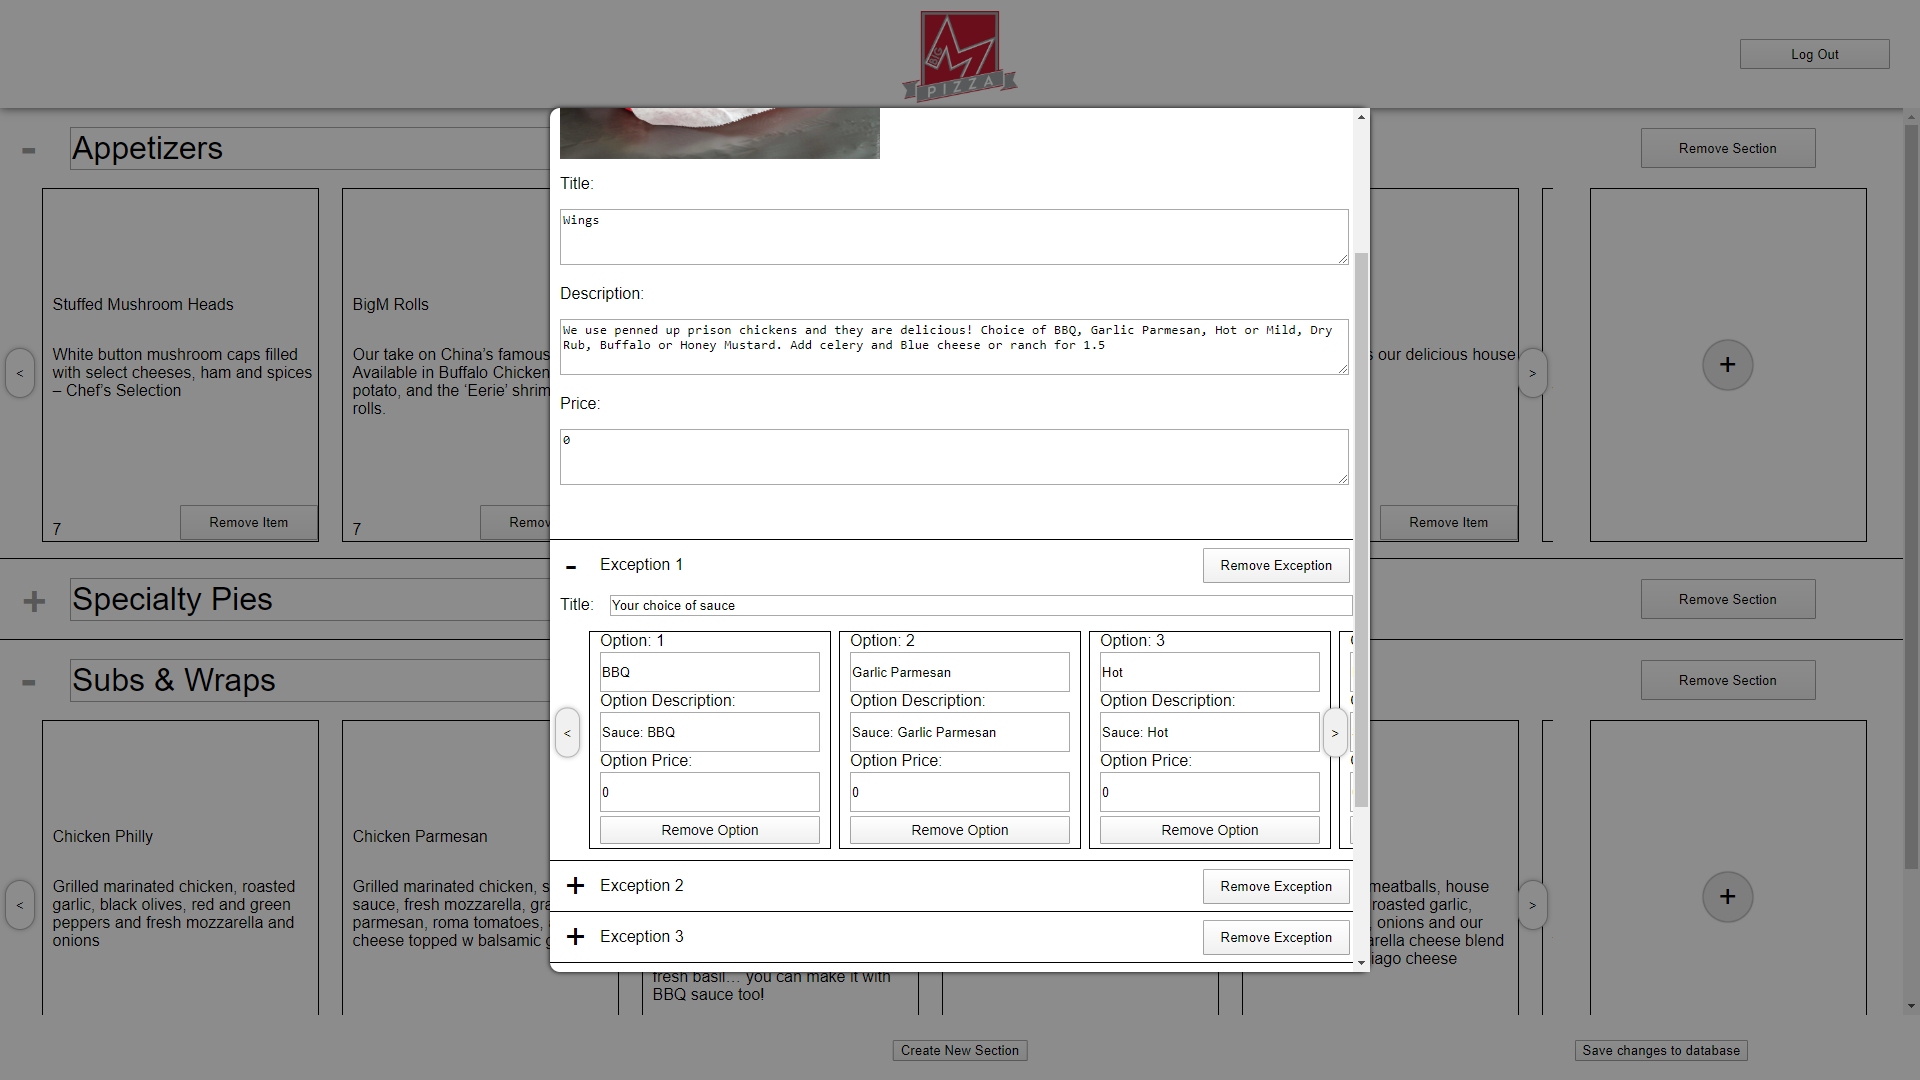 BIG
PIZZA
Log Out
-
Appetizers
Remove Section
Stuffed Mushroom Heads
White button mushroom caps filled
with select cheeses, ham and spices
– Chef's Selection
7
Remove Item
BigM Rolls
Our take on China's famous
Available in Buffalo Chicken
potato, and the 'Eerie' shrim
rolls.
7
Remov
s our delicious house
Remove Item
<
>
+
+
Specialty Pies
Remove Section
-
Subs & Wraps
Remove Section
Chicken Philly
Grilled marinated chicken, roasted
garlic, black olives, red and green
peppers and fresh mozzarella and
onions
Chicken Parmesan
Grilled marinated chicken, s
sauce, fresh mozzarella, gra
parmesan, roma tomatoes,
cheese topped w balsamic g
fresh basil… you can make it with
BBQ sauce too!
meatballs, house
roasted garlic,
onions and our
arella cheese blend
iago cheese
<
>
+
Title:
Wings
Description:
We use penned up prison chickens and they are delicious! Choice of BBQ, Garlic Parmesan, Hot or Mild, Dry
Rub, Buffalo or Honey Mustard. Add celery and Blue cheese or ranch for 1.5
Price:
0
-
Exception 1
Remove Exception
Title:
Your choice of sauce
Option: 1
BBQ
Option Description:
Sauce: BBQ
Option Price:
0
Remove Option
Option: 2
Garlic Parmesan
Option Description:
Sauce: Garlic Parmesan
Option Price:
0
Remove Option
Option: 3
Hot
Option Description:
Sauce: Hot
Option Price:
0
Remove Option
<
>
+
Exception 2
Remove Exception
+
Exception 3
Remove Exception
Create New Section
Save changes to database